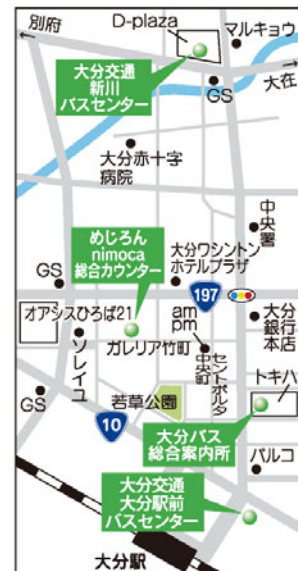 D-plaza
マルキョウ
別府
大分交通
新川
バスセンター
GS
大在
大分赤十字
病院
中央署
めじろん
nimoca
総合カウンター
大分ワシントン
ホテルプラザ
GS
197
オアシスひろば21
am
pm
大分
銀行
本店
ガレリア竹町
ソレイユ
セントポルタ
中央町
トキハ
GS
若草公園
10
大分バス
総合案内所
パルコ
大分交通
大分駅前
バスセンター
大分駅